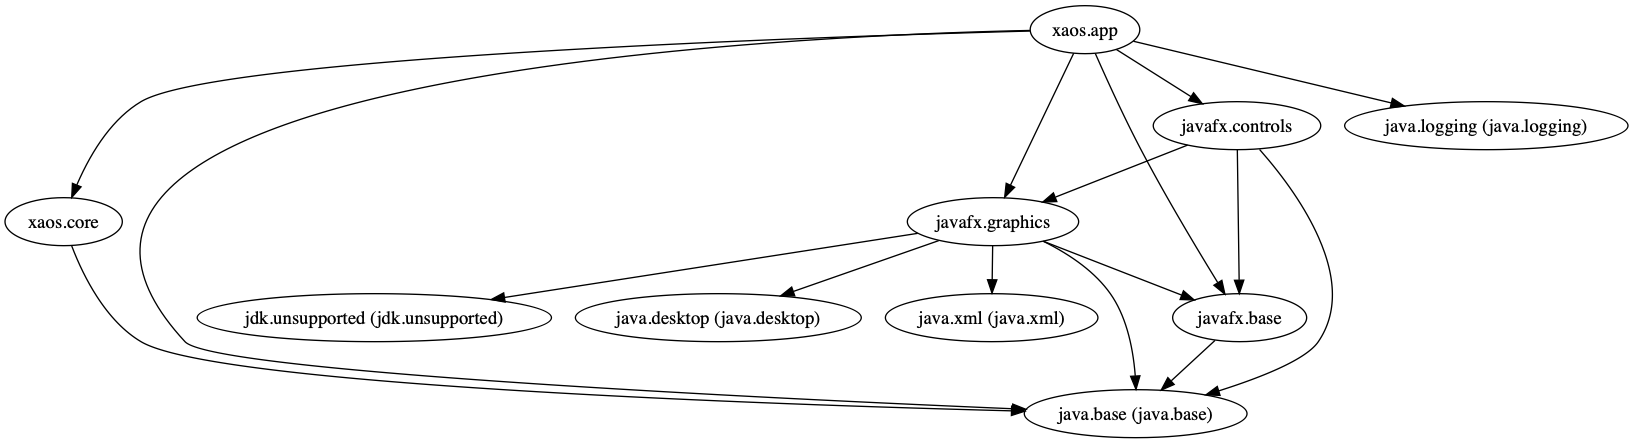 xaos.app
javafx.controls
java.logging (java.logging)
xaos.core
javafx.graphics
jdk.unsupported (jdk.unsupported)
java.desktop (java.desktop)
java.xml (java.xml)
javafx.base
java.base (java.base)